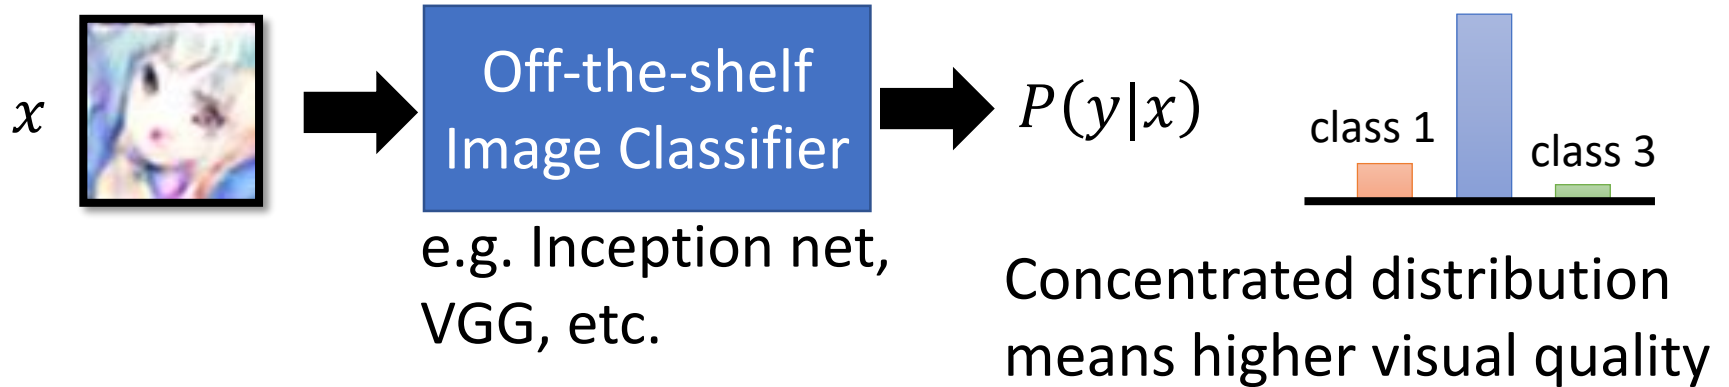 x
Off-the-shelf
Image Classifier
e.g. Inception net,
VGG, etc.
P(y|x)
class 1
class 3
Concentrated distribution
means higher visual quality